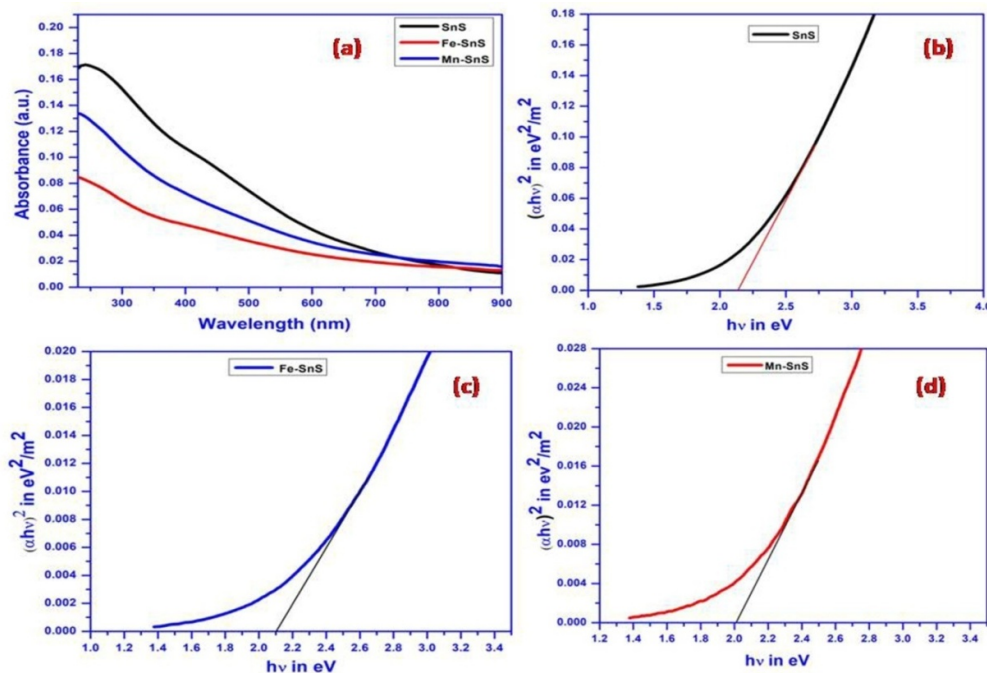 (a)
SnS
Fe-SnS
Mn-SnS
0.20
0.18
0.16
0.14
0.12
0.10
0.08
0.06
0.04
0.02
0.00
300 400 500 600 700 800 900
Absorbance (a.u.)
Wavelength (nm)
(b)
SnS
0.18
0.16
0.14
0.12
0.10
0.08
0.06
0.04
0.02
0.00
1.0 1.5 2.0 2.5 3.0 3.5 4.0
(αhν)² in eV²/m²
hν in eV
(c)
Fe-SnS
0.020
0.018
0.016
0.014
0.012
0.010
0.008
0.006
0.004
0.002
0.000
1.0 1.2 1.4 1.6 1.8 2.0 2.2 2.4 2.6 2.8 3.0 3.2 3.4
(αhν)² in eV²/m²
hν in eV
(d)
Mn-SnS
0.028
0.024
0.020
0.016
0.012
0.008
0.004
0.000
1.2 1.4 1.6 1.8 2.0 2.2 2.4 2.6 2.8 3.0 3.2 3.4
(αhν)² in eV²/m²
hν in eV